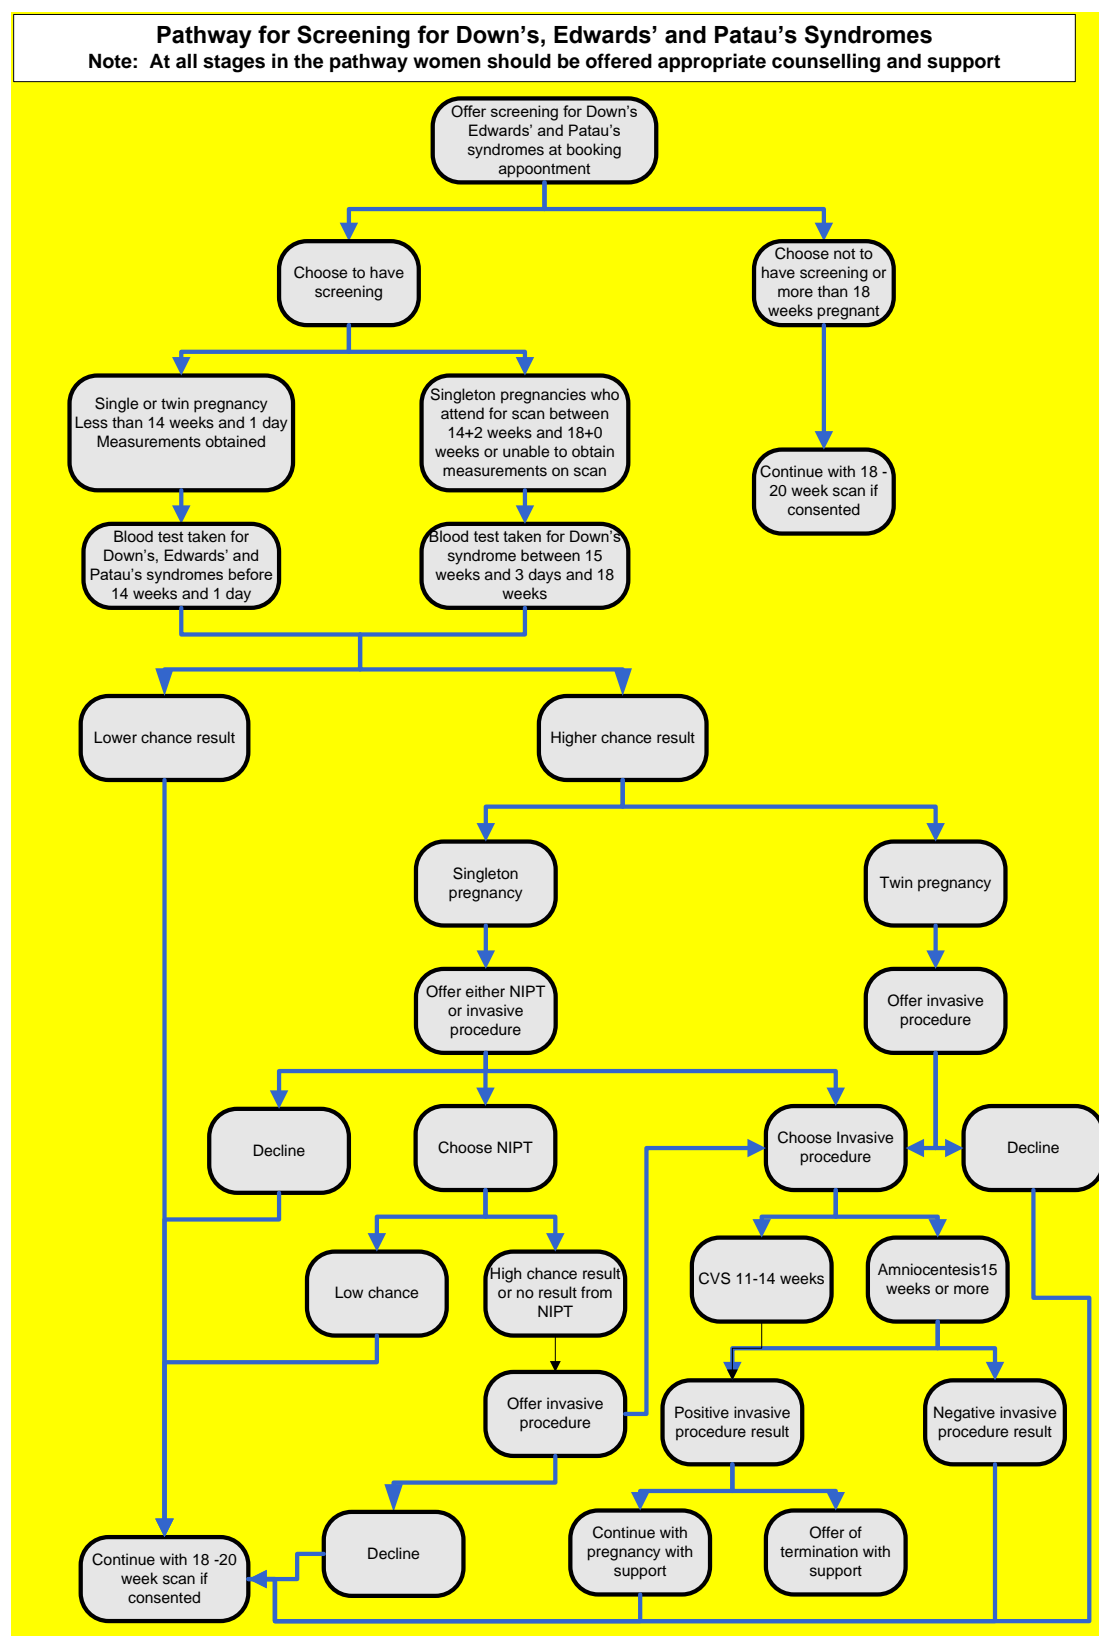 Pathway for Screening for Down's, Edwards' and Patau's Syndromes
Note:  At all stages in the pathway women should be offered appropriate counselling and support
Offer screening for Down's
Edwards' and Patau's
syndromes at booking
appoontment
Choose to have
screening
Choose not to
have screening or
more than 18
weeks pregnant
Single or twin pregnancy
Less than 14 weeks and 1 day
Measurements obtained
Singleton pregnancies who
attend for scan between
14+2 weeks and 18+0
weeks or unable to obtain
measurements on scan
Continue with 18 -
20 week scan if
consented
Blood test taken for
Down's, Edwards' and
Patau's syndromes before
14 weeks and 1 day
Blood test taken for Down's
syndrome between 15
weeks and 3 days and 18
weeks
Lower chance result
Higher chance result
Singleton
pregnancy
Twin pregnancy
Offer either NIPT
or invasive
procedure
Offer invasive
procedure
Decline
Choose NIPT
Choose Invasive
procedure
Decline
Low chance
High chance result
or no result from
NIPT
CVS 11-14 weeks
Amniocentesis15
weeks or more
Offer invasive
procedure
Positive invasive
procedure result
Negative invasive
procedure result
Continue with 18 -20
week scan if
consented
Decline
Continue with
pregnancy with
support
Offer of
termination with
support